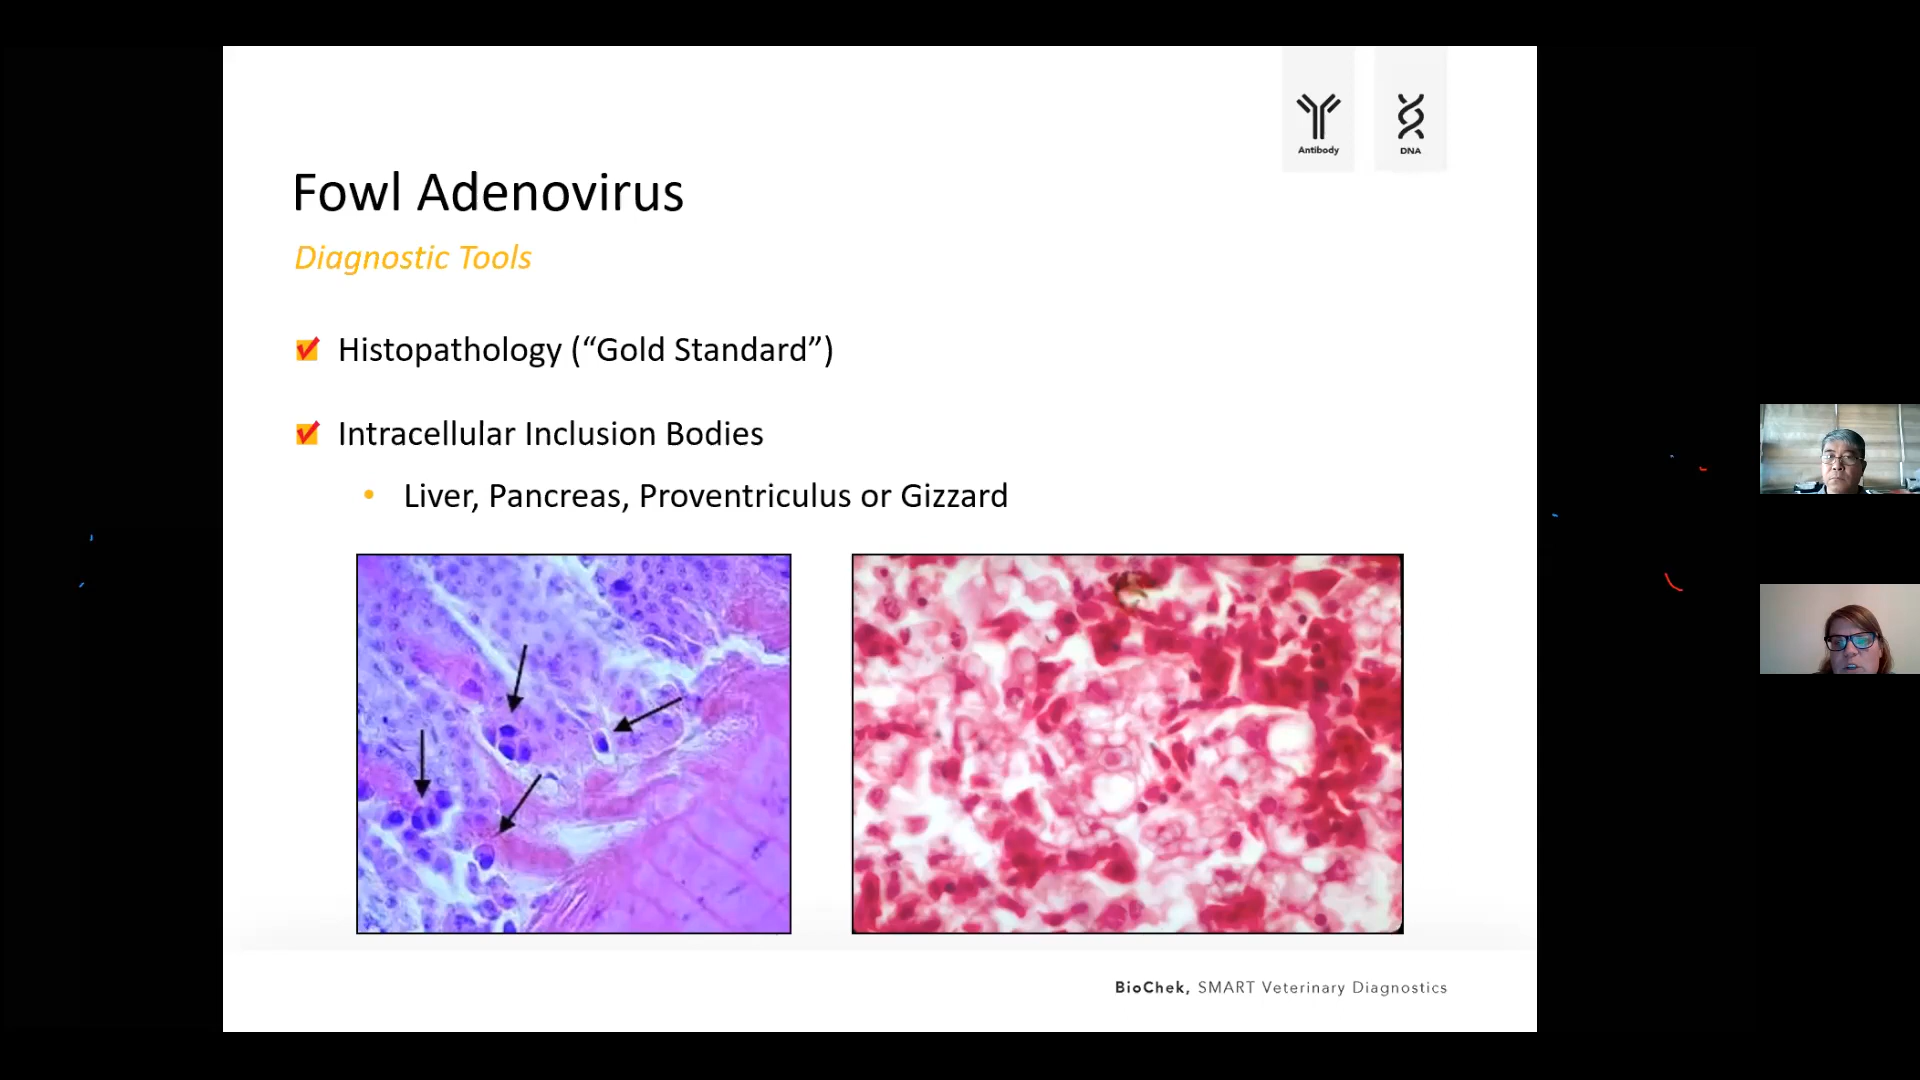 Antibody
DNA
Fowl Adenovirus
Diagnostic Tools
Histopathology (“Gold Standard”)
Intracellular Inclusion Bodies
• Liver, Pancreas, Proventriculus or Gizzard
BioChek, SMART Veterinary Diagnostics